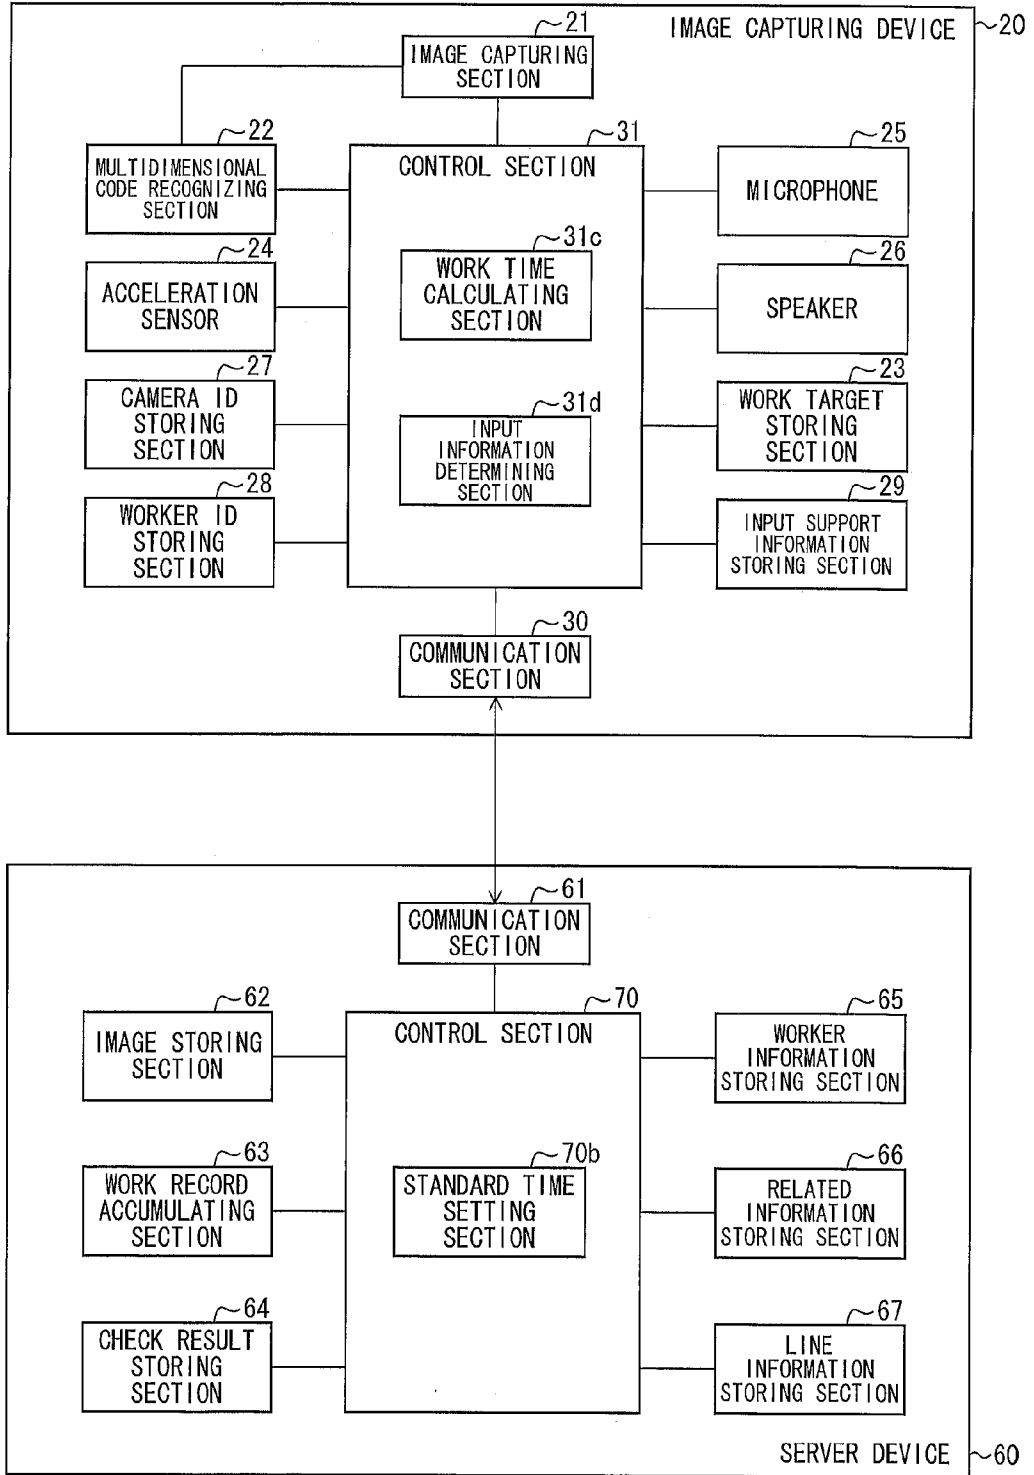 IMAGE CAPTURING DEVICE
20
21
IMAGE CAPTURING
SECTION
22
MULTIDIMENSIONAL
CODE RECOGNIZING
SECTION
31
CONTROL SECTION
25
MICROPHONE
24
ACCELERATION
SENSOR
31c
WORK TIME
CALCULATING
SECTION
26
SPEAKER
27
CAMERA ID
STORING
SECTION
31d
INPUT
INFORMATION
DETERMINING
SECTION
23
WORK TARGET
STORING
SECTION
28
WORKER ID
STORING
SECTION
29
INPUT SUPPORT
INFORMATION
STORING SECTION
30
COMMUNICATION
SECTION
61
COMMUNICATION
SECTION
62
IMAGE STORING
SECTION
70
CONTROL SECTION
65
WORKER
INFORMATION
STORING SECTION
63
WORK RECORD
ACCUMULATING
SECTION
70b
STANDARD TIME
SETTING
SECTION
66
RELATED
INFORMATION
STORING SECTION
64
CHECK RESULT
STORING
SECTION
67
LINE
INFORMATION
STORING SECTION
SERVER DEVICE
60